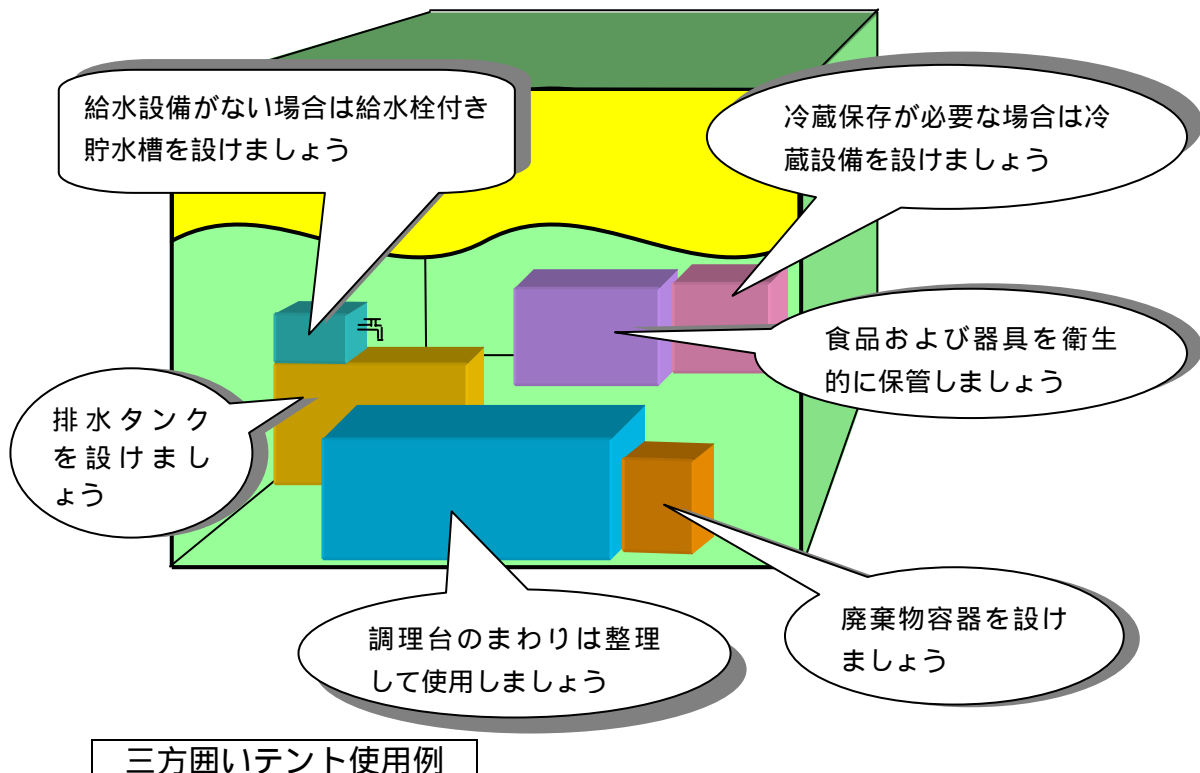 給水設備がない場合は給水栓付き
貯水槽を設けましょう
冷蔵保存が必要な場合は冷
蔵設備を設けましょう
食品および器具を衛生
的に保管しましょう
排水タンク
を設けまし
ょう
調理台のまわりは整理
して使用しましょう
廃棄物容器を設け
ましょう
三方囲いテント使用例